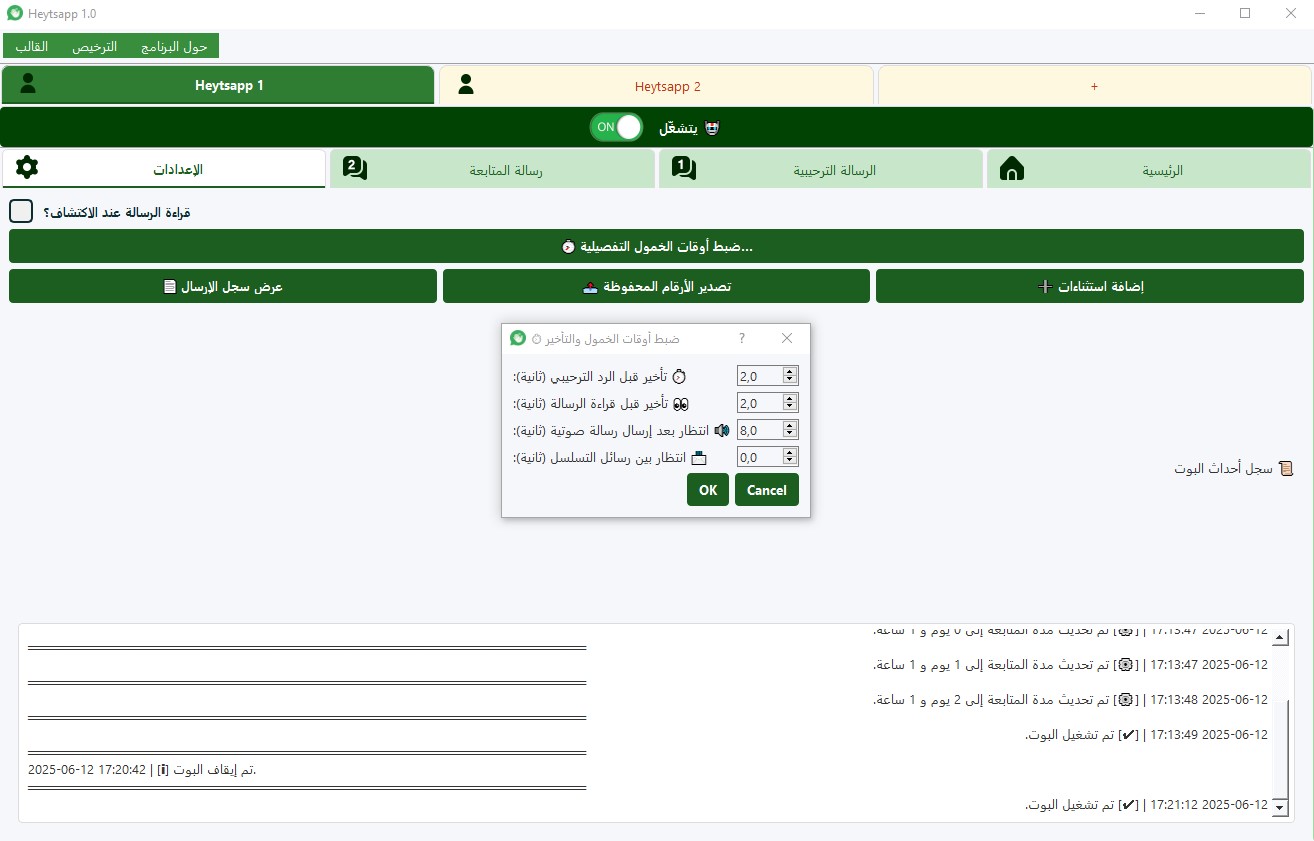 Heytsapp 1.0
القالب
الترخيص
حول البرنامج
Heytsapp 1
Heytsapp 2
+
ON
يتشغّل
الإعدادات
2
رسالة المتابعة
1
الرسالة الترحيبية
الرئيسية
قراءة الرسالة عند الاكتشاف؟
ضبط أوقات الخمول التفصيلية...
عرض سجل الإرسال
تصدير الأرقام المحفوظة
إضافة استثناءات
ضبط أوقات الخمول والتأخير
?
تأخير قبل الرد الترحيبي (ثانية):
2,0
تأخير قبل قراءة الرسالة (ثانية):
2,0
انتظار بعد إرسال رسالة صوتية (ثانية):
8,0
انتظار بين رسائل التسلسل (ثانية):
0,0
OK
Cancel
سجل أحداث البوت
2025-06-12 17:13:47 | [⚙] تم تحديث مدة المتابعة إلى 0 يوم و 1 ساعة.
2025-06-12 17:13:47 | [⚙] تم تحديث مدة المتابعة إلى 1 يوم و 1 ساعة.
2025-06-12 17:13:48 | [⚙] تم تحديث مدة المتابعة إلى 2 يوم و 1 ساعة.
2025-06-12 17:13:49 | [✔] تم تشغيل البوت.
2025-06-12 17:20:42 | [ℹ] تم إيقاف البوت.
2025-06-12 17:21:12 | [✔] تم تشغيل البوت.